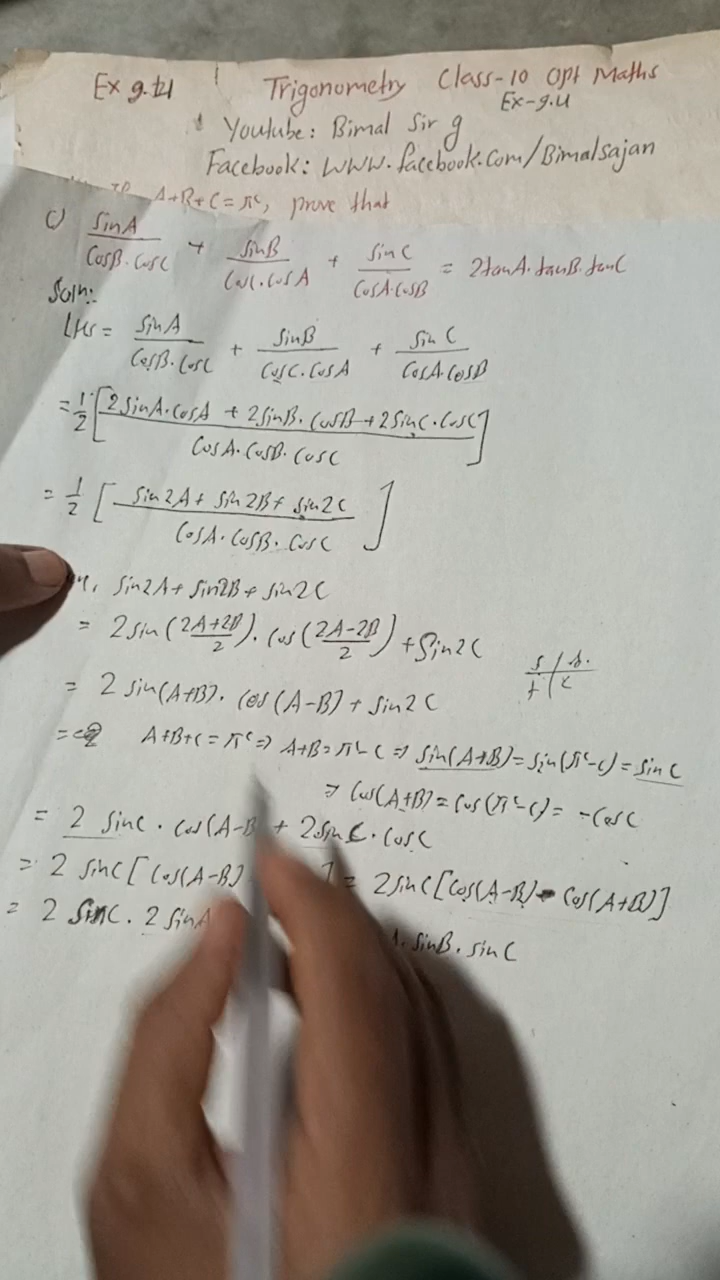 Ex 9.4 Trigonometry Class-10 Opt Maths
Ex-9.4
Youtube: Bimal Sir g
Facebook: WWW.facebook.Com/Bimalsajan
A+B+C = πᶜ, prove that
c) SinA/CosB.CosC + SinB/CosC.CosA + SinC/CosA.CosB = 2tanA.tanB.tanC
Soln:
LHS = SinA/CosB.CosC + SinB/CosC.CosA + SinC/CosA.CosB
= 1/2 [2SinA.CosA + 2SinB.CosB + 2SinC.CosC / CosA.CosB.CosC]
= 1/2 [Sin2A + Sin2B + Sin2C / CosA.CosB.CosC]
Sin2A + Sin2B + Sin2C
= 2Sin(2A+2B/2).Cos(2A-2B/2) + Sin2C
= 2 Sin(A+B).Cos(A-B) + Sin2C
= A+B+C = πᶜ ⇒ A+B = πᶜ-C ⇒ Sin(A+B) = Sin(πᶜ-C) = SinC
⇒ Cos(A+B) = Cos(πᶜ-C) = -CosC
= 2 SinC.Cos(A-B) + 2SinC.CosC
= 2 SinC[Cos(A-B) ] = 2SinC[Cos(A-B) - Cos(A+B)]
= 2 SinC. 2 SinA
.SinB.SinC